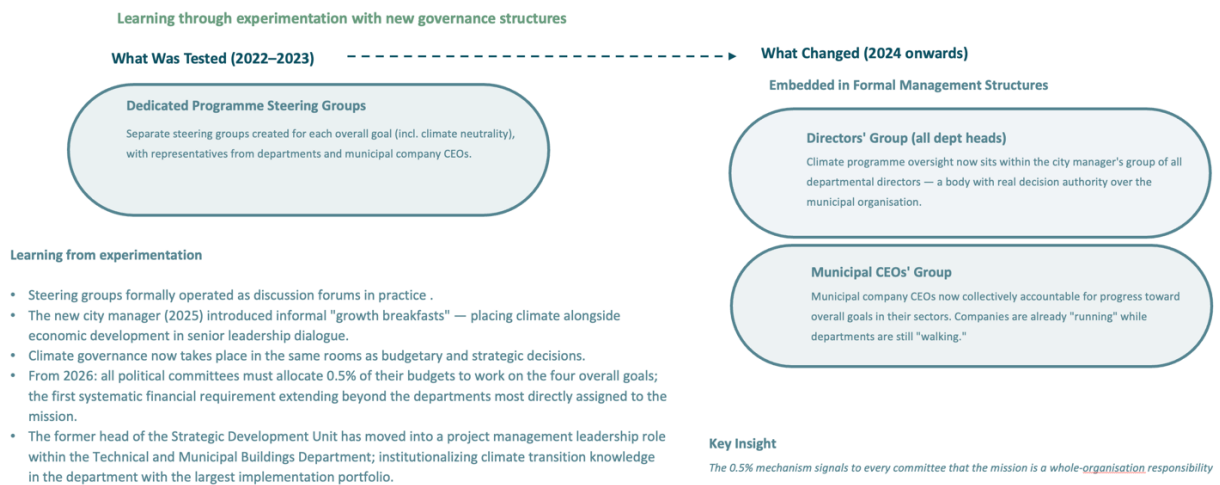 Learning through experimentation with new governance structures
What Was Tested (2022–2023)
Dedicated Programme Steering Groups
Separate steering groups created for each overall goal (incl. climate neutrality),
with representatives from departments and municipal company CEOs.
Learning from experimentation
• Steering groups formally operated as discussion forums in practice .
• The new city manager (2025) introduced informal "growth breakfasts" — placing climate alongside
economic development in senior leadership dialogue.
• Climate governance now takes place in the same rooms as budgetary and strategic decisions.
• From 2026: all political committees must allocate 0.5% of their budgets to work on the four overall goals;
the first systematic financial requirement extending beyond the departments most directly assigned to the
mission.
• The former head of the Strategic Development Unit has moved into a project management leadership role
within the Technical and Municipal Buildings Department; institutionalizing climate transition knowledge
in the department with the largest implementation portfolio.
What Changed (2024 onwards)
Embedded in Formal Management Structures
Directors' Group (all dept heads)
Climate programme oversight now sits within the city manager's group of all
departmental directors — a body with real decision authority over the
municipal organisation.
Municipal CEOs' Group
Municipal company CEOs now collectively accountable for progress toward
overall goals in their sectors. Companies are already "running" while
departments are still "walking."
Key Insight
The 0.5% mechanism signals to every committee that the mission is a whole-organisation responsibility